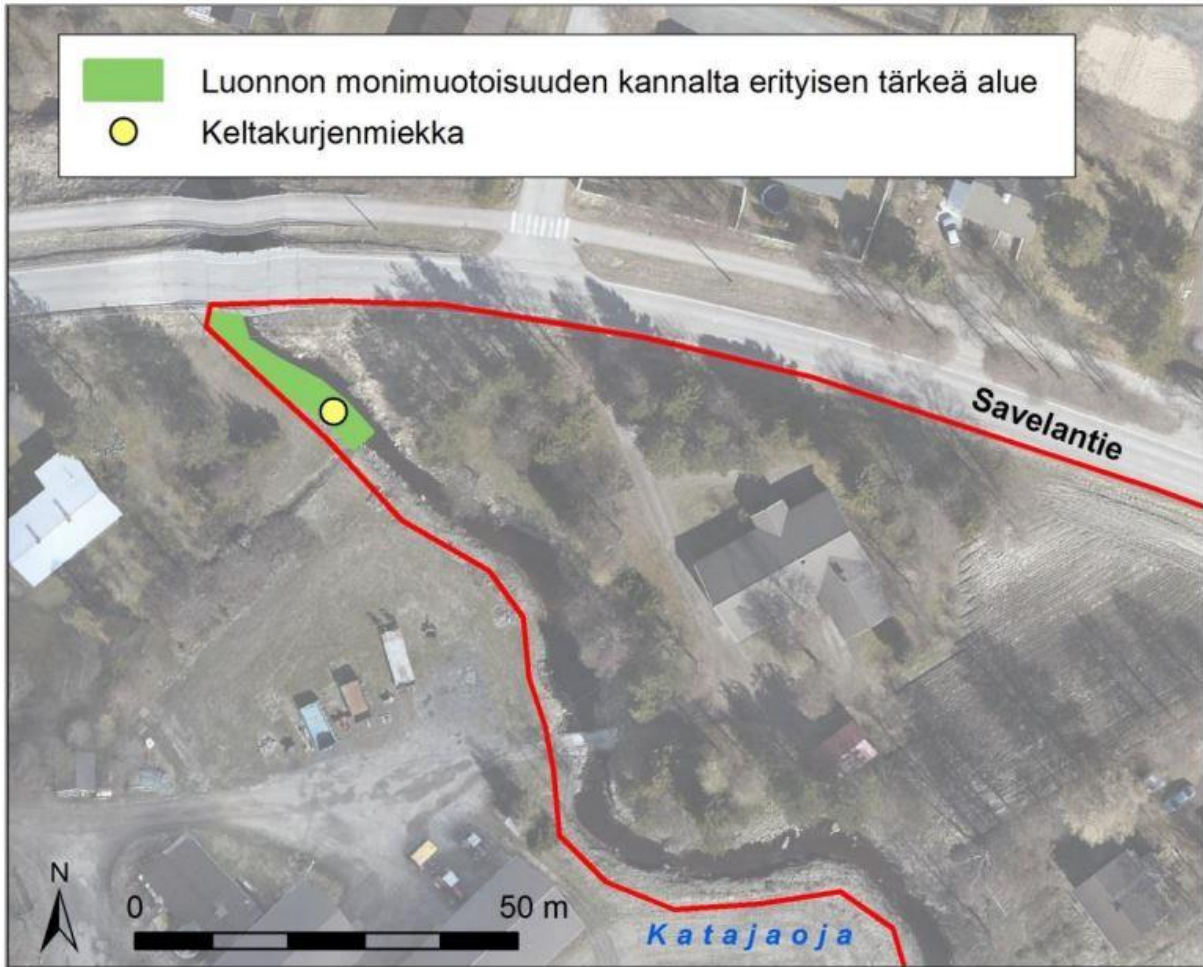 Luonnon monimuotoisuuden kannalta erityisen tärkeä alue
Keltakurjenmiekka
Savelantie
N
0 50 m
Katajaoja